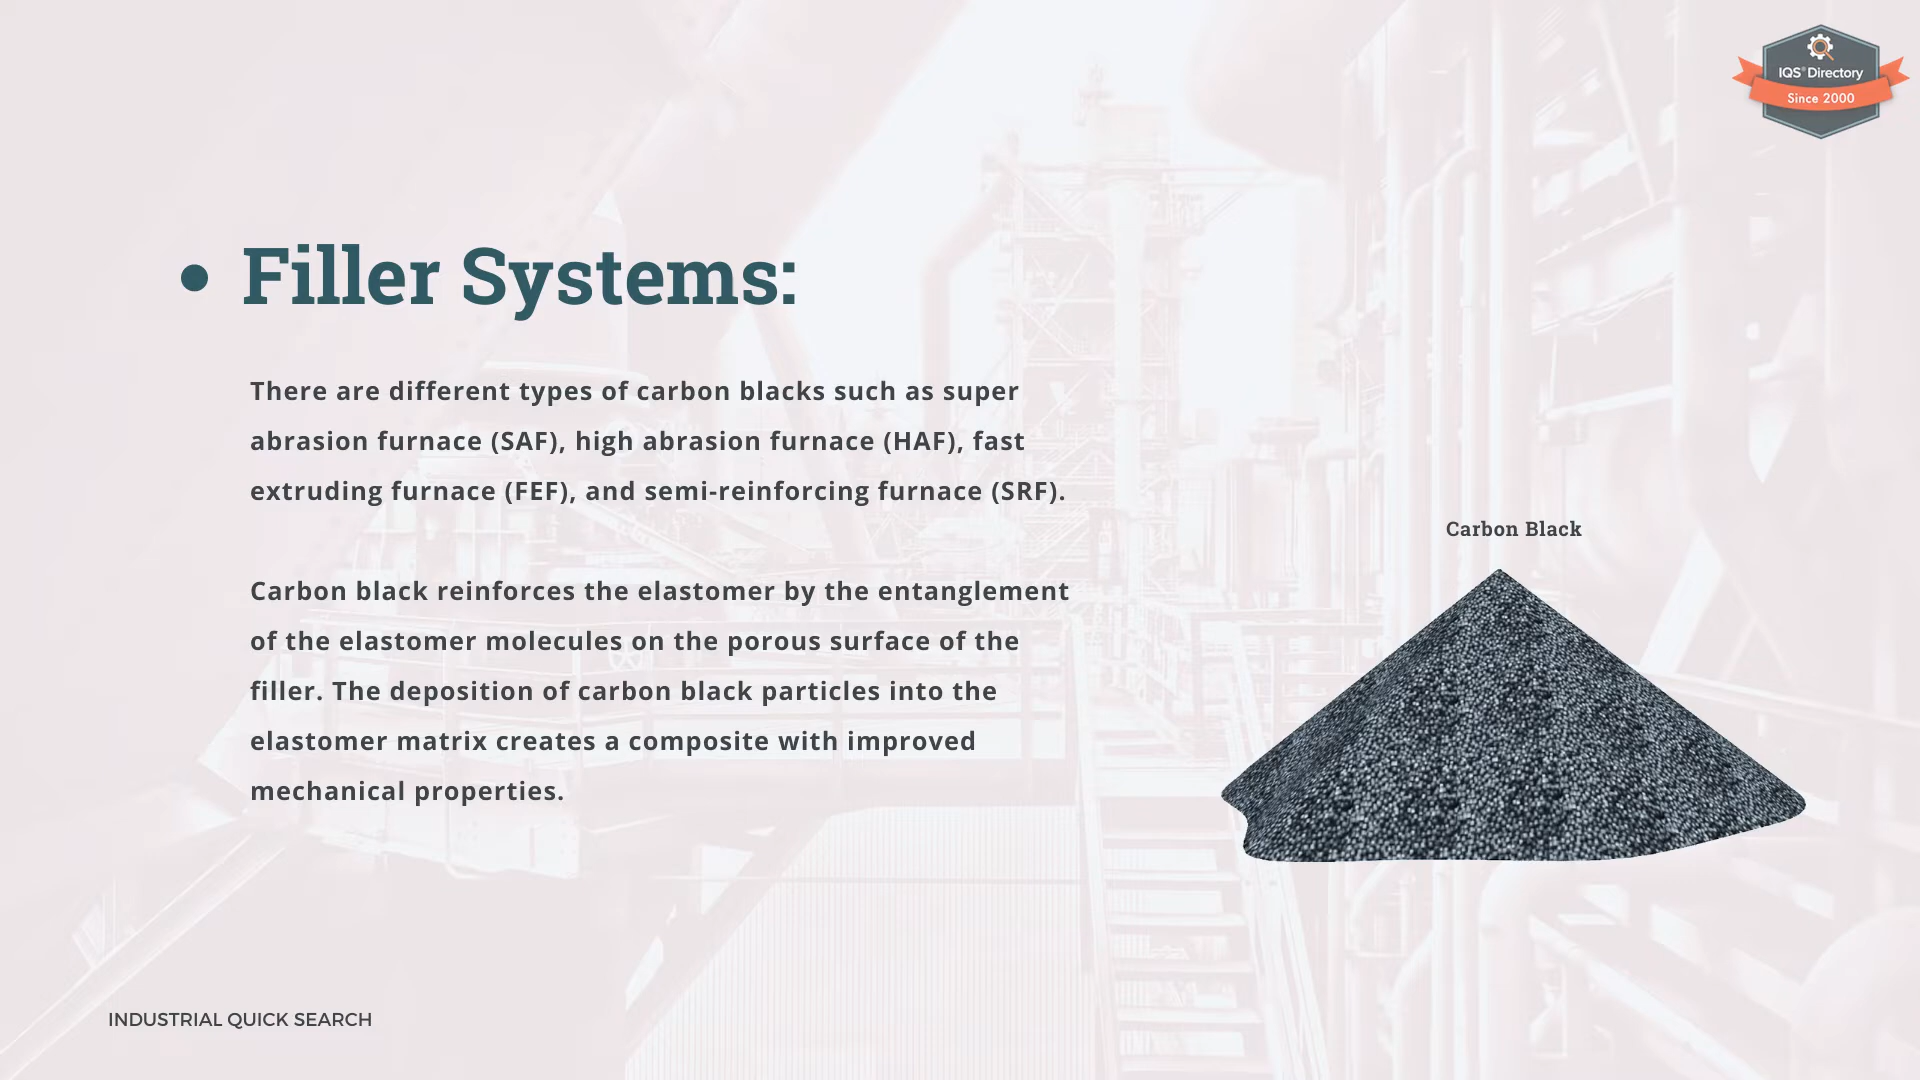 IQS® Directory
Since 2000
• Filler Systems:
There are different types of carbon blacks such as super
abrasion furnace (SAF), high abrasion furnace (HAF), fast
extruding furnace (FEF), and semi-reinforcing furnace (SRF).
Carbon black reinforces the elastomer by the entanglement
of the elastomer molecules on the porous surface of the
filler. The deposition of carbon black particles into the
elastomer matrix creates a composite with improved
mechanical properties.
Carbon Black
INDUSTRIAL QUICK SEARCH